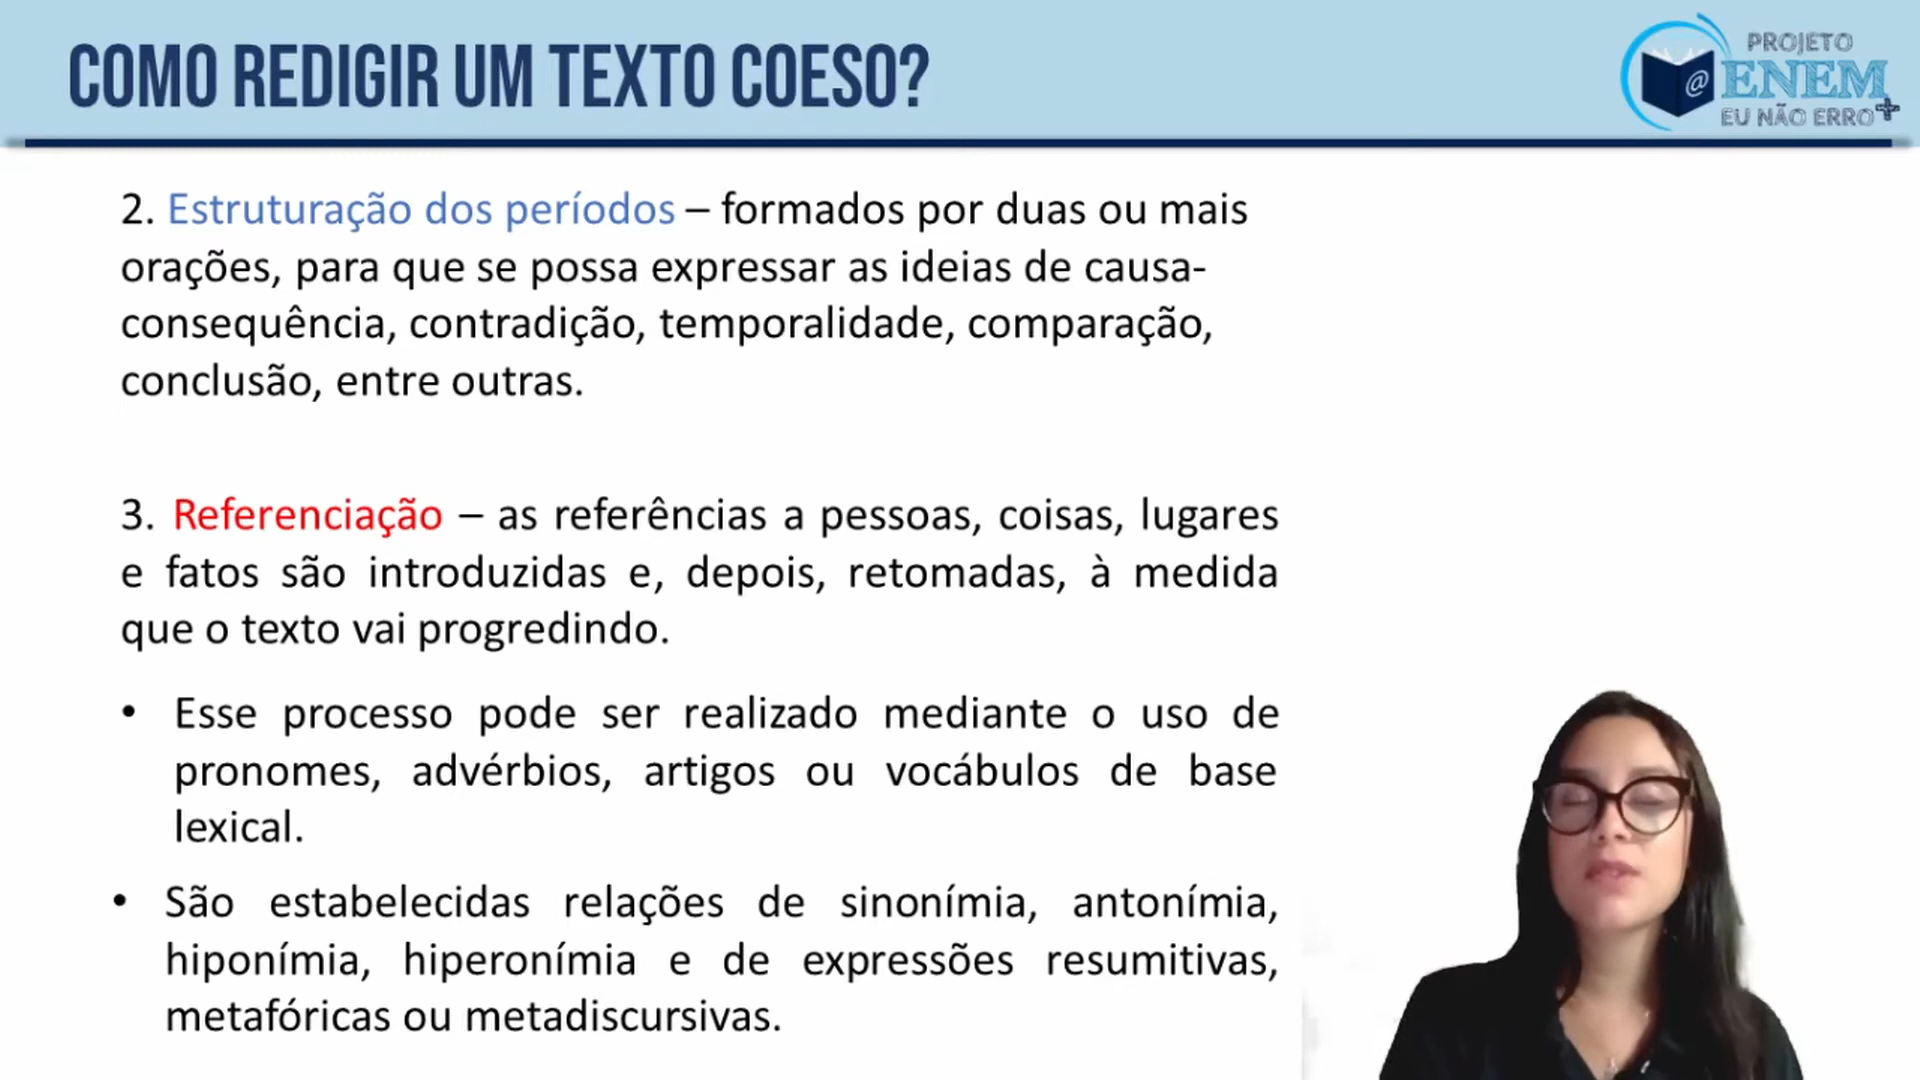 COMO REDIGIR UM TEXTO COESO?
PROJETO
@ENEM+
EU NÃO ERRO
2. Estruturação dos períodos – formados por duas ou mais
orações, para que se possa expressar as ideias de causa-
consequência, contradição, temporalidade, comparação,
conclusão, entre outras.
3. Referenciação – as referências a pessoas, coisas, lugares
e fatos são introduzidas e, depois, retomadas, à medida
que o texto vai progredindo.
• Esse processo pode ser realizado mediante o uso de
pronomes, advérbios, artigos ou vocábulos de base
lexical.
• São estabelecidas relações de sinonímia, antonímia,
hiponímia, hiperonímia e de expressões resumitivas,
metafóricas ou metadiscursivas.